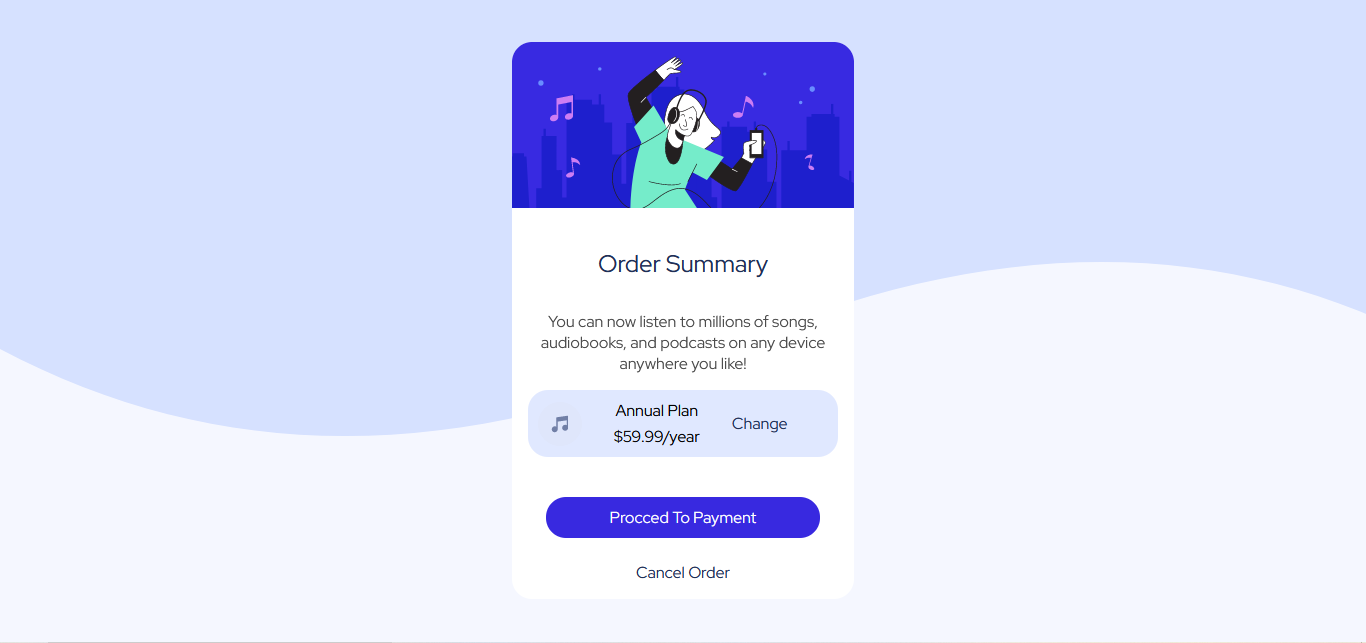 Order Summary
You can now listen to millions of songs,
audiobooks, and podcasts on any device
anywhere you like!
Annual Plan
$59.99/year
Change
Procced To Payment
Cancel Order